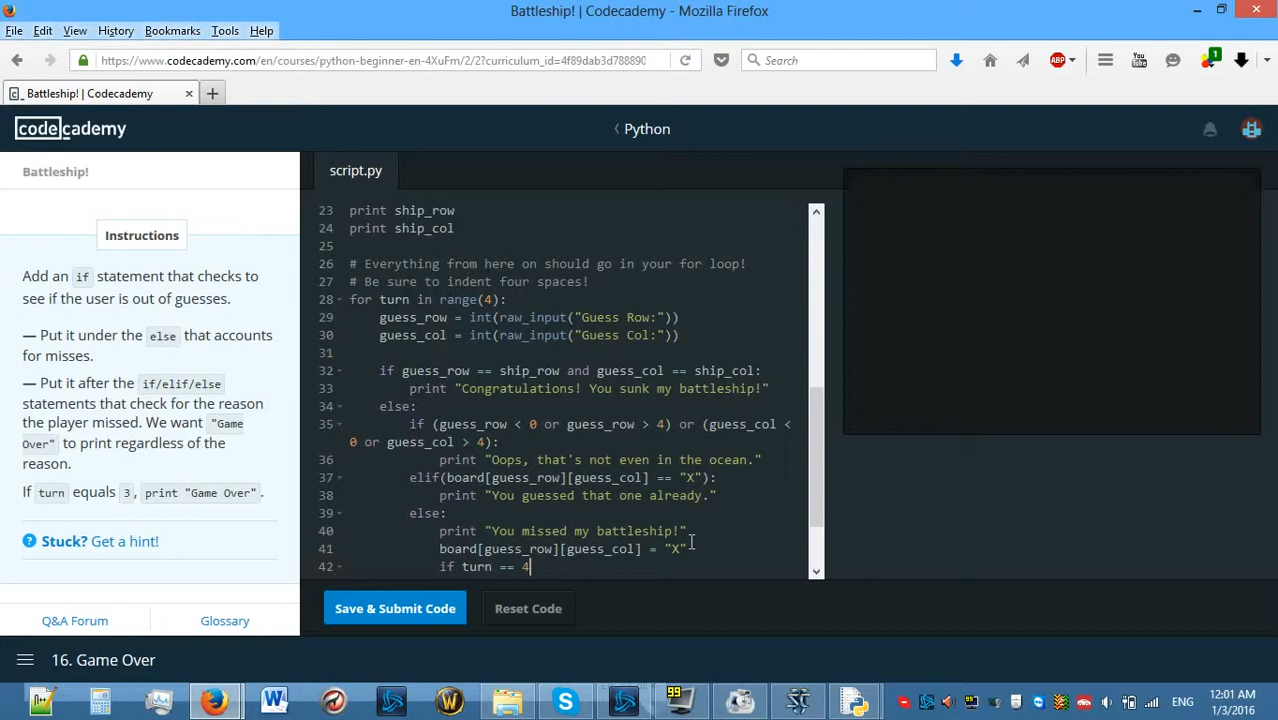 Battleship! | Codecademy - Mozilla Firefox
File Edit View History Bookmarks Tools Help
https://www.codecademy.com/en/courses/python-beginner-en-4XuFm/2/2?curriculum_id=4f89dab3d788890
Search
ABP
You Tube
1
Battleship! | Codecademy
codecademy
Python
Battleship!
script.py
Instructions
Add an if statement that checks to
see if the user is out of guesses.
— Put it under the else that accounts
for misses.
— Put it after the if/elif/else
statements that check for the reason
the player missed. We want "Game
Over" to print regardless of the
reason.
If turn equals 3, print "Game Over".
? Stuck? Get a hint!
Q&A Forum Glossary
23 print ship_row
24 print ship_col
25
26 # Everything from here on should go in your for loop!
27 # Be sure to indent four spaces!
28 for turn in range(4):
29 guess_row = int(raw_input("Guess Row:"))
30 guess_col = int(raw_input("Guess Col:"))
31
32 if guess_row == ship_row and guess_col == ship_col:
33 print "Congratulations! You sunk my battleship!"
34 else:
35 if (guess_row < 0 or guess_row > 4) or (guess_col <
0 or guess_col > 4):
36 print "Oops, that's not even in the ocean."
37 elif(board[guess_row][guess_col] == "X"):
38 print "You guessed that one already."
39 else:
40 print "You missed my battleship!"
41 board[guess_row][guess_col] = "X"
42 if turn == 4
Save & Submit Code Reset Code
16. Game Over
99
99
ENG
12:01 AM
1/3/2016